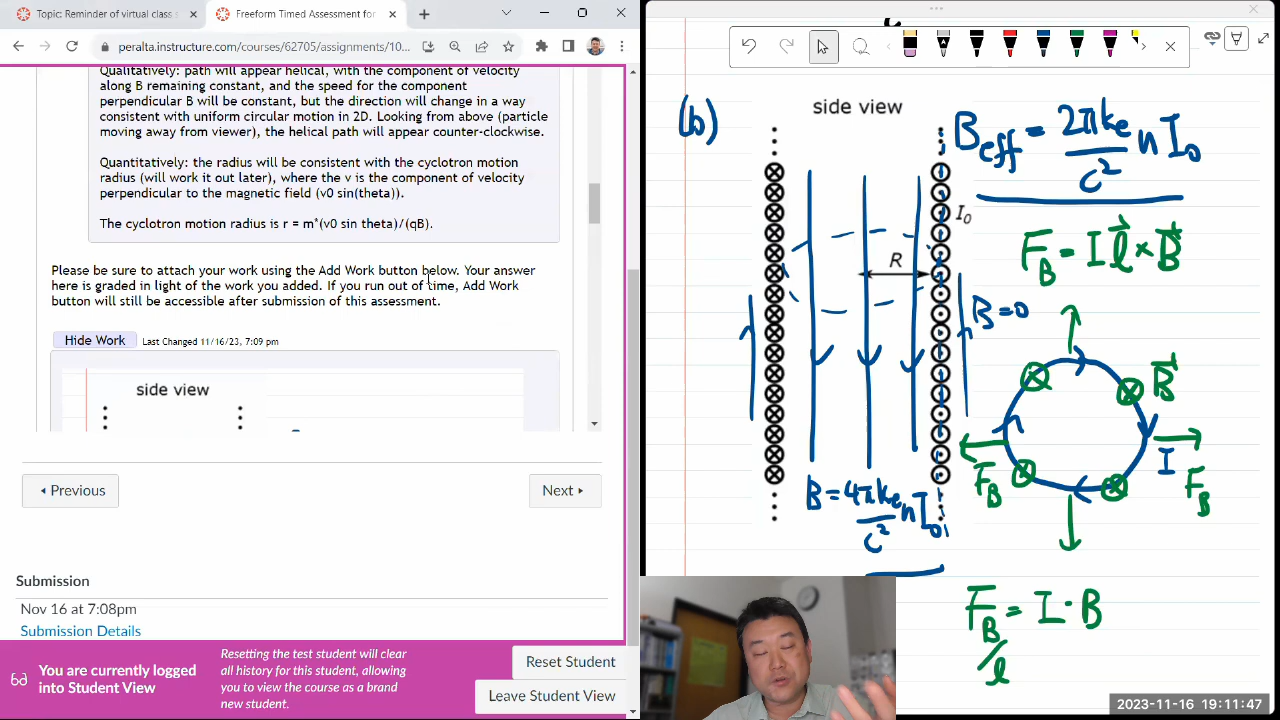 Topic: Reminder of virtual class s
Freeform Timed Assessment for
peralta.instructure.com/courses/62705/assignments/10...
Qualitatively: path will appear helical, with the component of velocity
along B remaining constant, and the speed for the component
perpendicular B will be constant, but the direction will change in a way
consistent with uniform circular motion in 2D. Looking from above (particle
moving away from viewer), the helical path will appear counter-clockwise.
Quantitatively: the radius will be consistent with the cyclotron motion
radius (will work it out later), where the v is the component of velocity
perpendicular to the magnetic field (v0 sin(theta)).
The cyclotron motion radius is r = m*(v0 sin theta)/(qB).
Please be sure to attach your work using the Add Work button below. Your answer
here is graded in light of the work you added. If you run out of time, Add Work
button will still be accessible after submission of this assessment.
Hide Work
Last Changed 11/16/23, 7:09 pm
side view
Previous
Next
Submission
Nov 16 at 7:08pm
Submission Details
You are currently logged
into Student View
Resetting the test student will clear
all history for this student, allowing
you to view the course as a brand
new student.
Reset Student
Leave Student View
(b)
side view
B_eff = 2πk_e/c² n I₀
I₀
F_B = I l⃗ × B⃗
R
B = 0
B⃗
I
F_B
F_B
B = 4πk_e/c² n I₀
F_B/l = I · B
2023-11-16 19:11:47